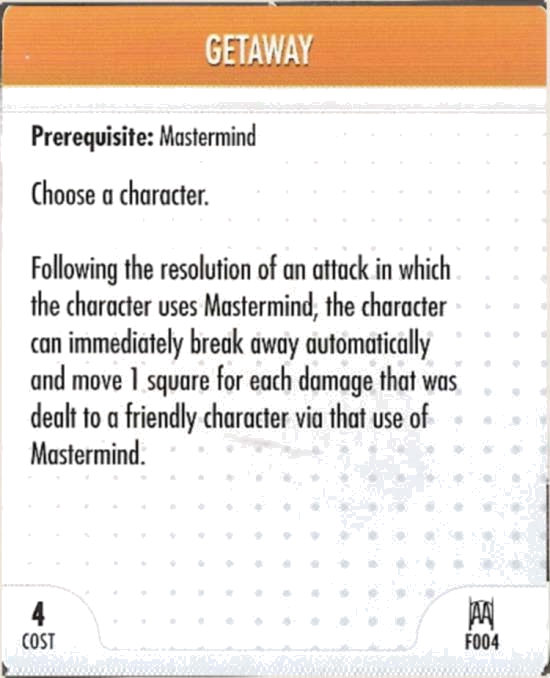 GETAWAY
Prerequisite: Mastermind
Choose a character.
Following the resolution of an attack in which
the character uses Mastermind, the character
can immediately break away automatically
and move 1 square for each damage that was
dealt to a friendly character via that use of
Mastermind.
4
COST
AA
F004